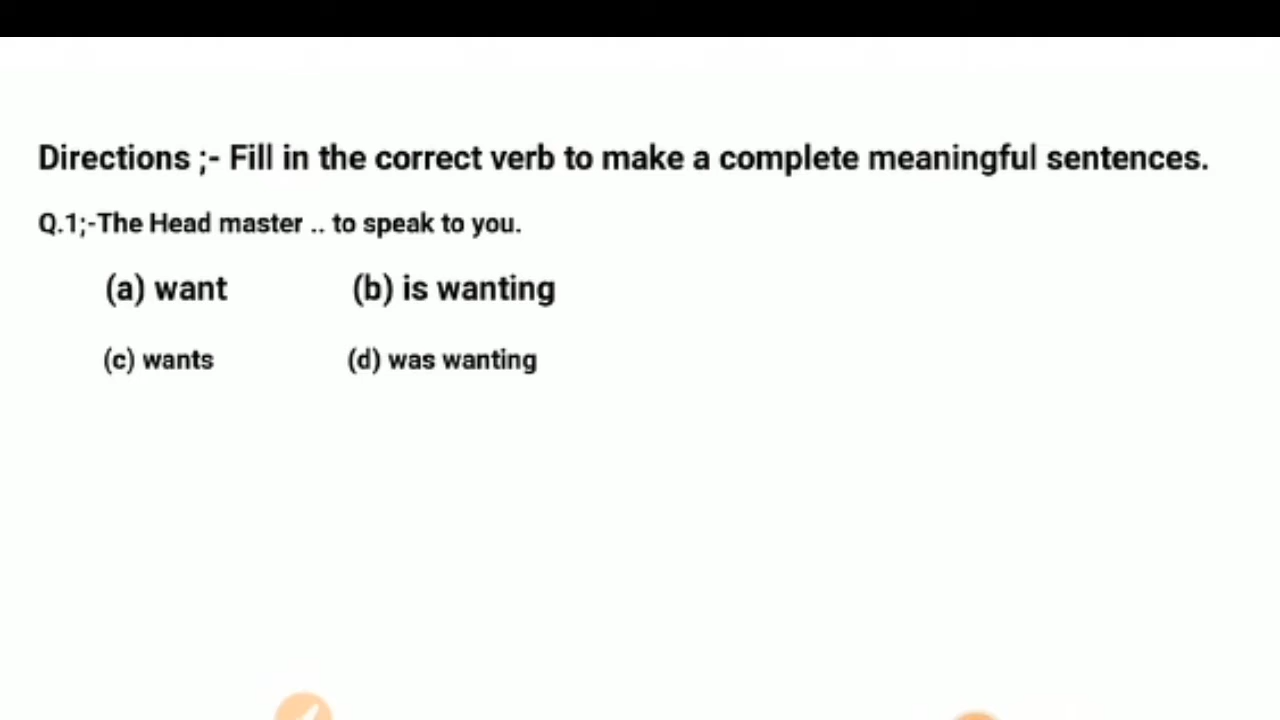 Directions ;- Fill in the correct verb to make a complete meaningful sentences.
Q.1;-The Head master .. to speak to you.
(a) want (b) is wanting
(c) wants (d) was wanting